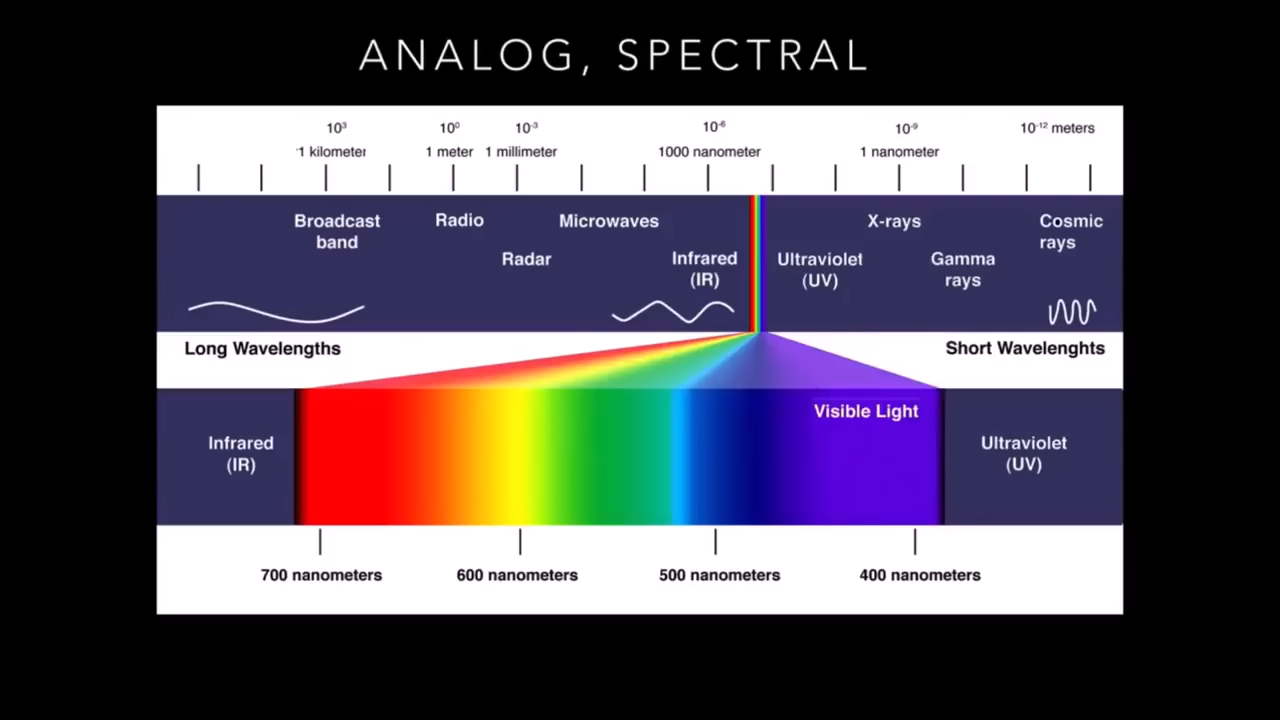 ANALOG, SPECTRAL
10³ 10⁰ 10⁻³ 10⁻⁶ 10⁻⁹ 10⁻¹² meters
1 kilometer 1 meter 1 millimeter 1000 nanometer 1 nanometer
Broadcast band
Radio
Radar
Microwaves
Infrared
(IR)
Ultraviolet
(UV)
X-rays
Gamma
rays
Cosmic
rays
Long Wavelengths
Short Wavelenghts
Visible Light
Infrared
(IR)
Ultraviolet
(UV)
700 nanometers 600 nanometers 500 nanometers 400 nanometers